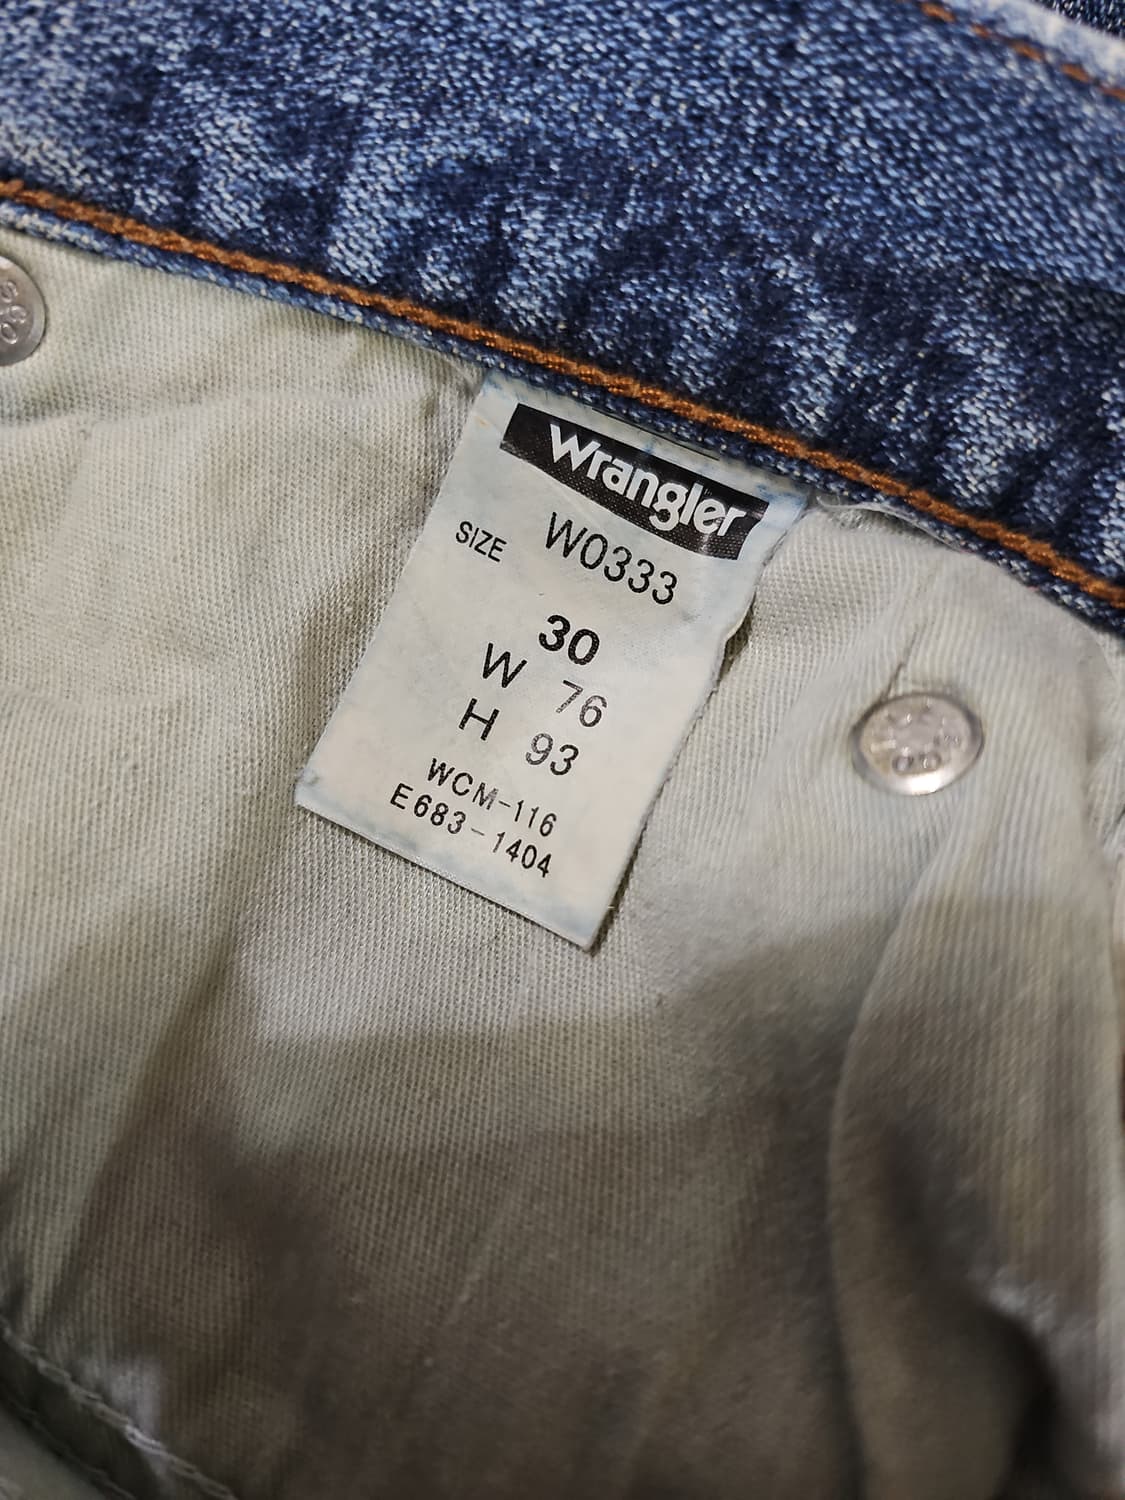 Wrangler
SIZE W0333
30
W 76
H 93
WCM-116
E683-1404